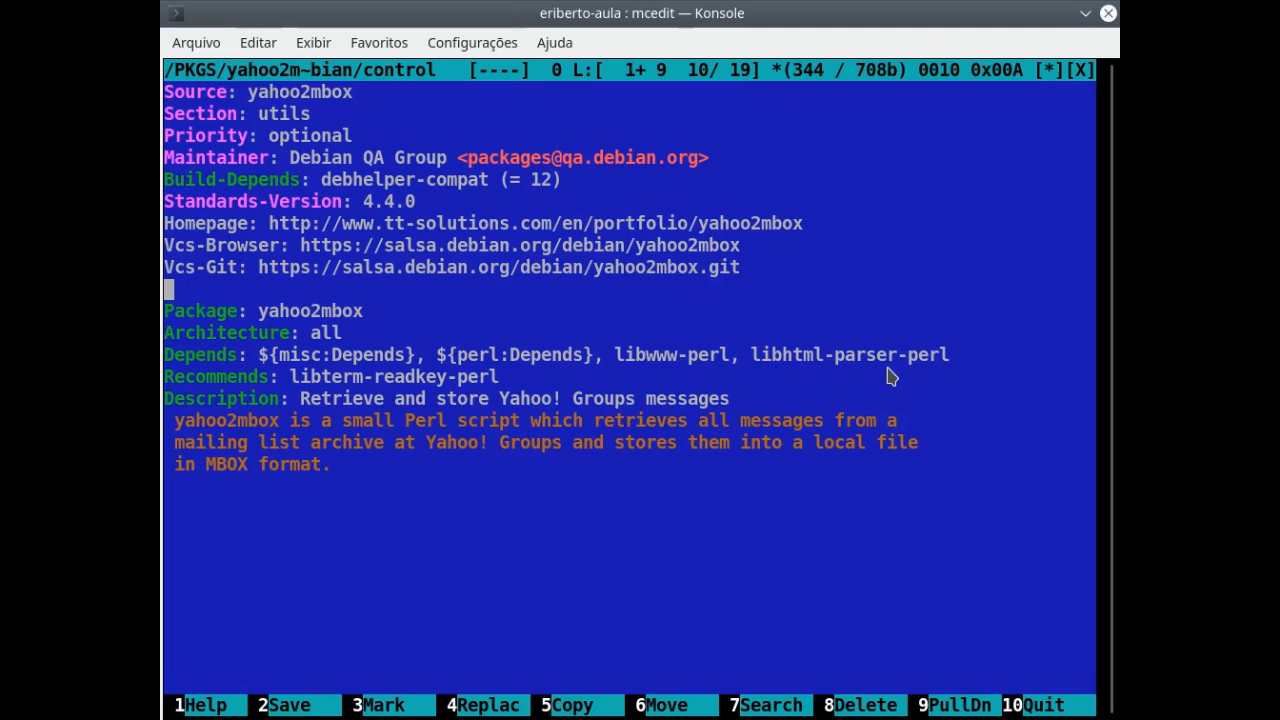 eriberto-aula : mcedit — Konsole
Arquivo Editar Exibir Favoritos Configurações Ajuda
/PKGS/yahoo2m~bian/control [----] 0 L:[ 1+ 9 10/ 19] *(344 / 708b) 0010 0x00A [*][X]
Source: yahoo2mbox
Section: utils
Priority: optional
Maintainer: Debian QA Group <packages@qa.debian.org>
Build-Depends: debhelper-compat (= 12)
Standards-Version: 4.4.0
Homepage: http://www.tt-solutions.com/en/portfolio/yahoo2mbox
Vcs-Browser: https://salsa.debian.org/debian/yahoo2mbox
Vcs-Git: https://salsa.debian.org/debian/yahoo2mbox.git
Package: yahoo2mbox
Architecture: all
Depends: ${misc:Depends}, ${perl:Depends}, libwww-perl, libhtml-parser-perl
Recommends: libterm-readkey-perl
Description: Retrieve and store Yahoo! Groups messages
yahoo2mbox is a small Perl script which retrieves all messages from a
mailing list archive at Yahoo! Groups and stores them into a local file
in MBOX format.
1Help 2Save 3Mark 4Replac 5Copy 6Move 7Search 8Delete 9PullDn 10Quit